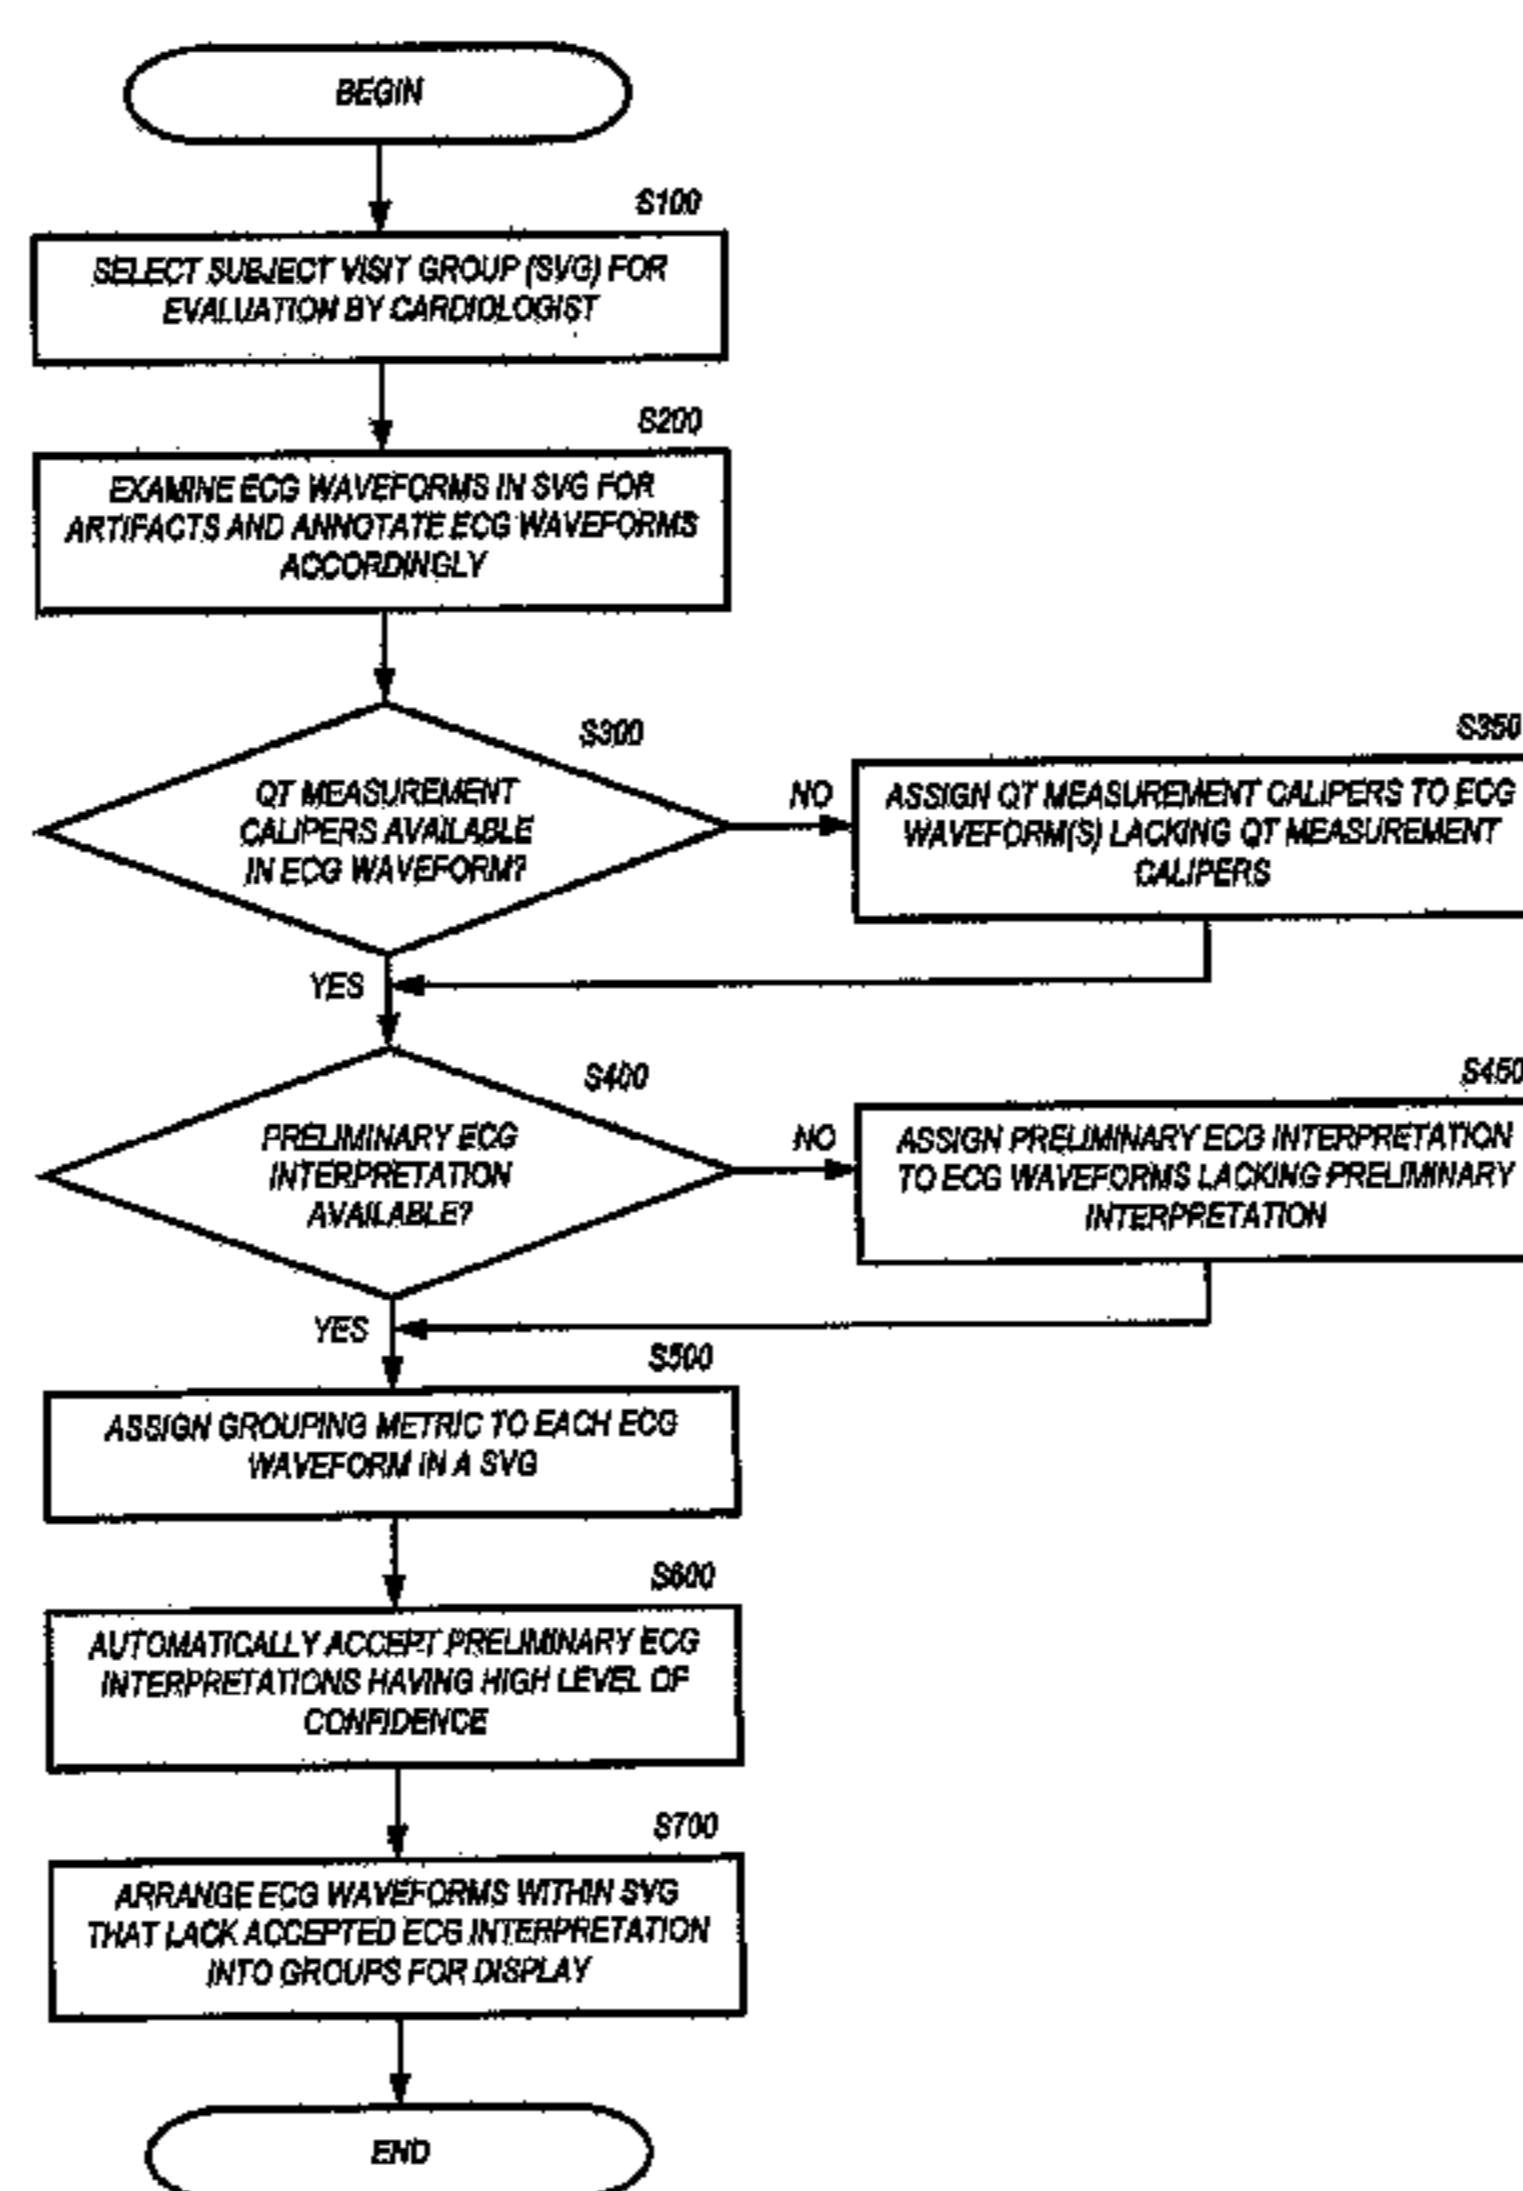 BEGIN
S100
SELECT SUBJECT VISIT GROUP (SVG) FOR
EVALUATION BY CARDIOLOGIST
S200
EXAMINE ECG WAVEFORMS IN SVG FOR
ARTIFACTS AND ANNOTATE ECG WAVEFORMS
ACCORDINGLY
S300
QT MEASUREMENT
CALIPERS AVAILABLE
IN ECG WAVEFORM?
NO
S350
ASSIGN QT MEASUREMENT CALIPERS TO ECG
WAVEFORM(S) LACKING QT MEASUREMENT
CALIPERS
YES
S400
PRELIMINARY ECG
INTERPRETATION
AVAILABLE?
NO
S450
ASSIGN PRELIMINARY ECG INTERPRETATION
TO ECG WAVEFORMS LACKING PRELIMINARY
INTERPRETATION
YES
S500
ASSIGN GROUPING METRIC TO EACH ECG
WAVEFORM IN A SVG
S600
AUTOMATICALLY ACCEPT PRELIMINARY ECG
INTERPRETATIONS HAVING HIGH LEVEL OF
CONFIDENCE
S700
ARRANGE ECG WAVEFORMS WITHIN SVG
THAT LACK ACCEPTED ECG INTERPRETATION
INTO GROUPS FOR DISPLAY
END